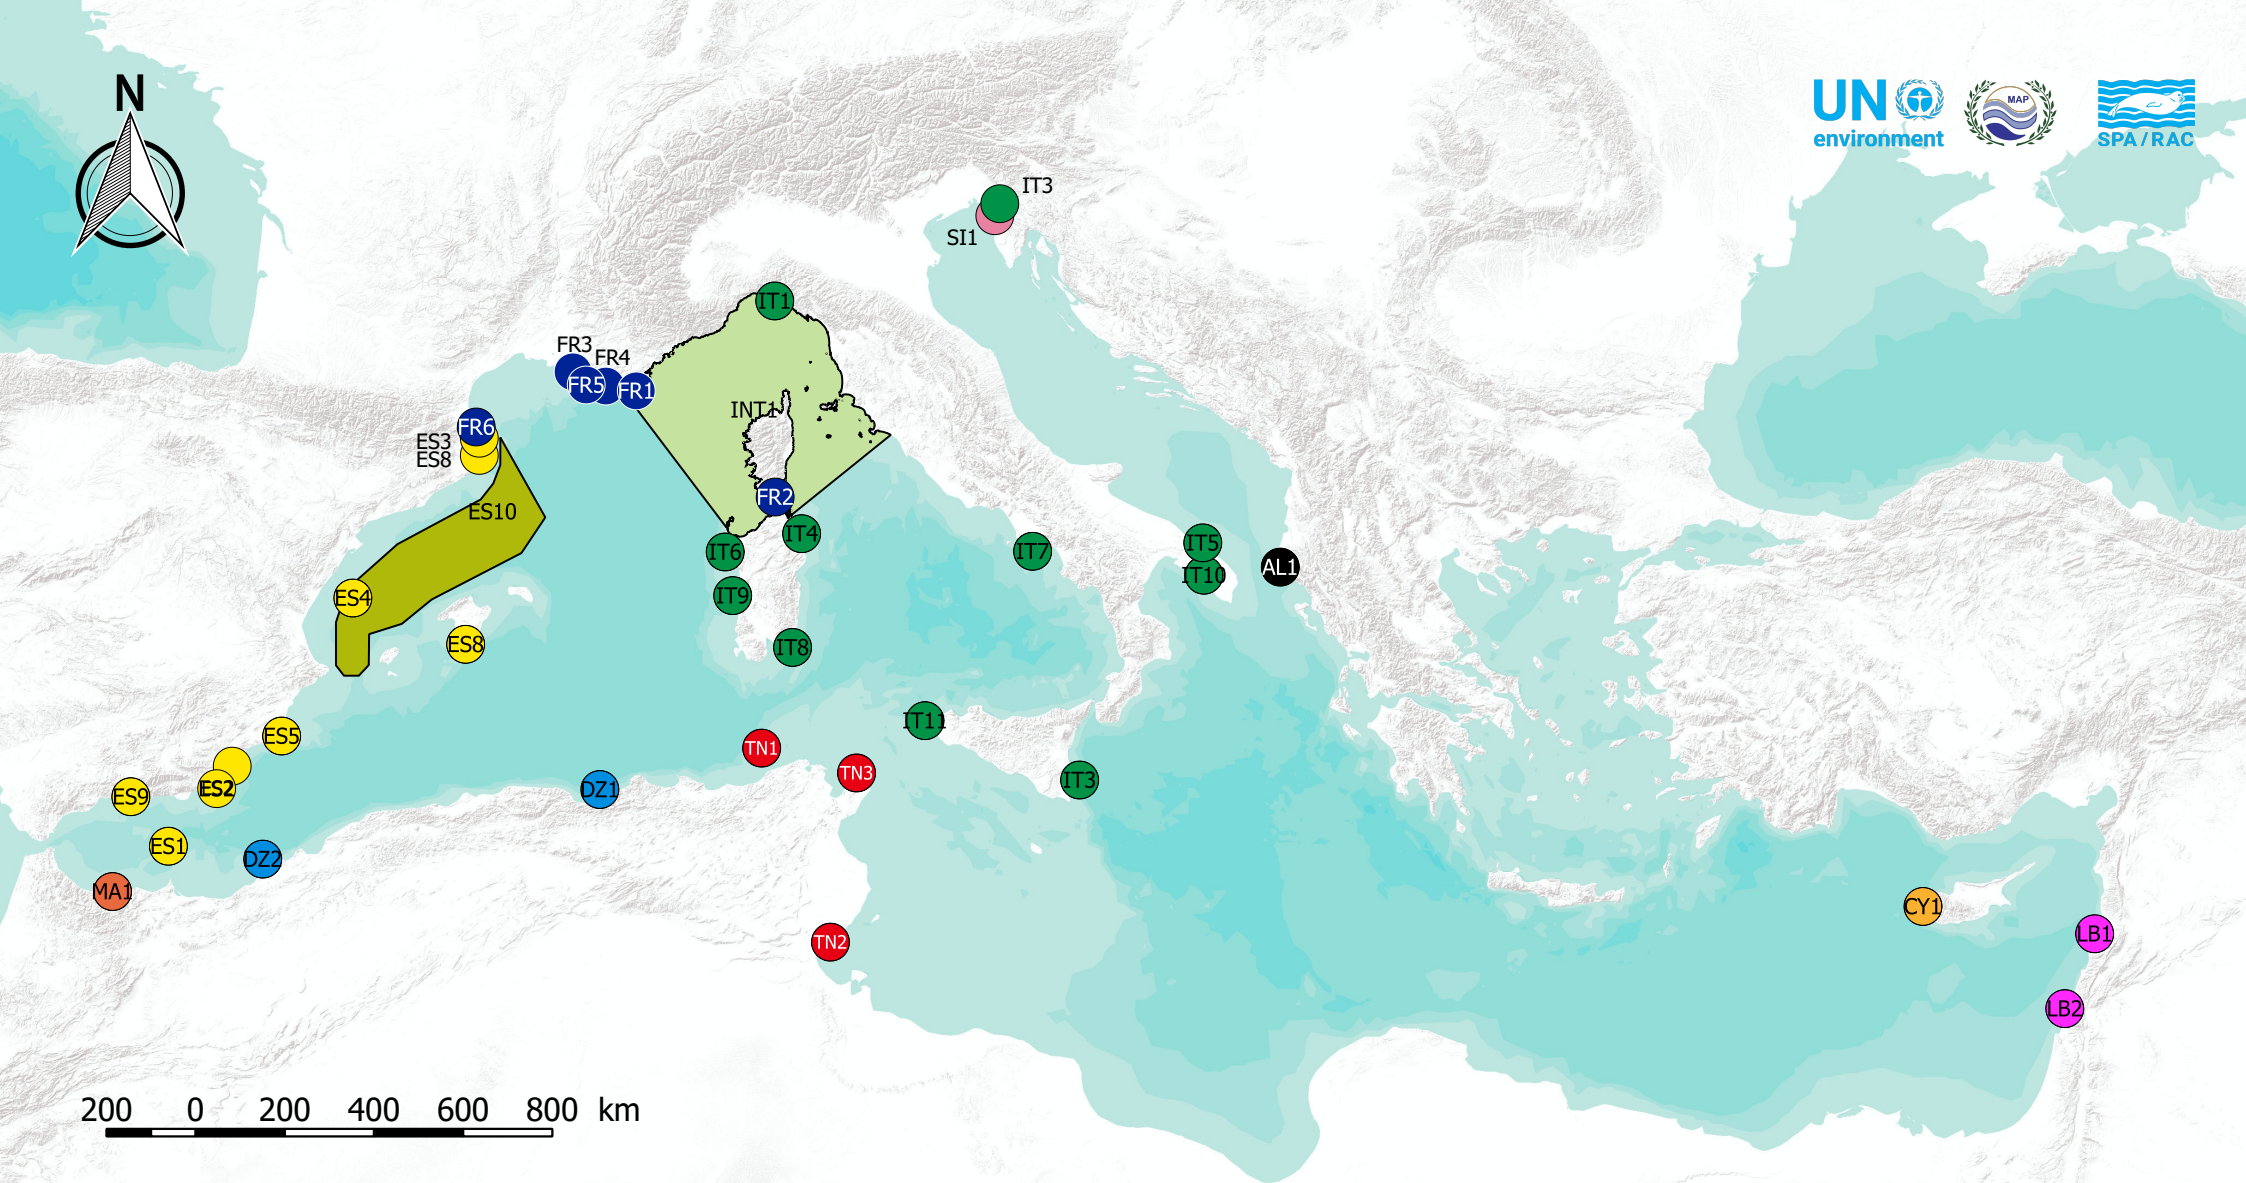 N
UN
environment
MAP
SPA/RAC
IT3
SI1
IT1
FR3
FR4
FR5
FR1
INT1
FR6
ES3
ES8
FR2
ES10
IT4
IT6
IT7
IT5
IT10
AL1
IT9
ES4
ES8
IT8
IT11
ES5
TN1
TN3
IT3
ES2
ES9
DZ1
ES1
DZ2
MA1
CY1
LB1
TN2
LB2
200 0 200 400 600 800 km